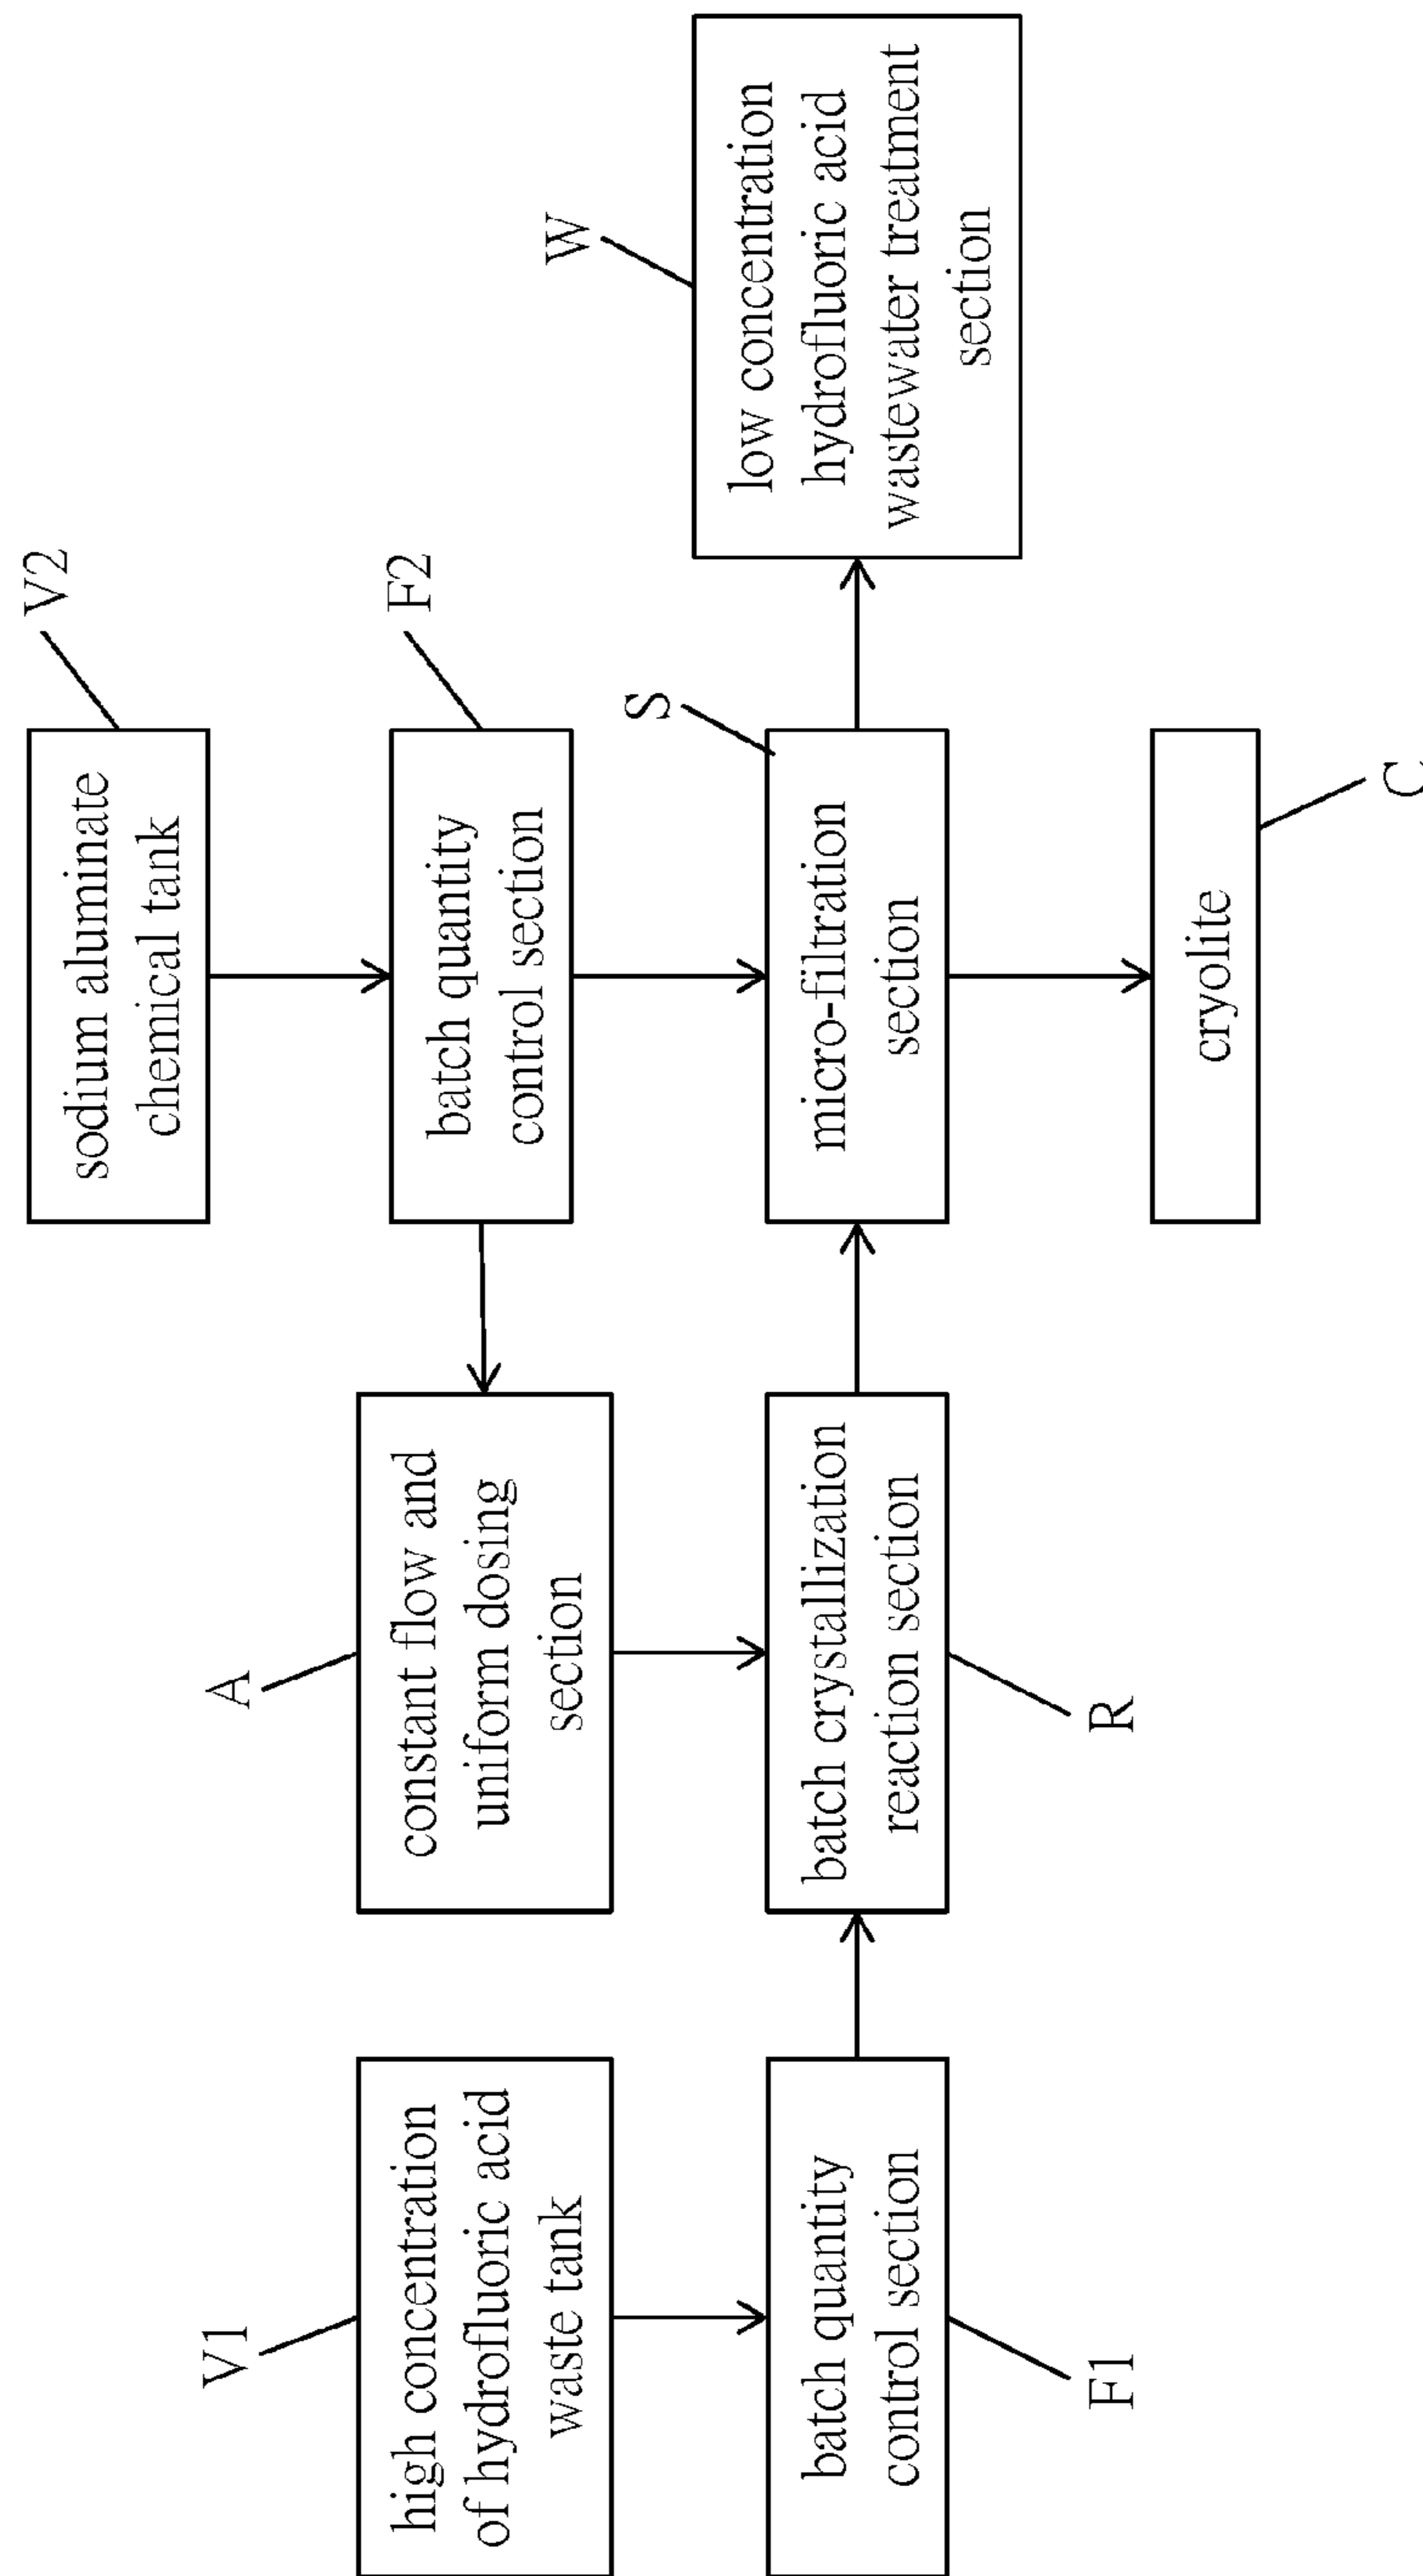 V2
sodium aluminate
chemical tank
V1
high concentration
of hydrofluoric acid
waste tank
A
constant flow and
uniform dosing
section
batch quantity
control section
F2
S
W
batch quantity
control section
F1
batch crystallization
reaction section
R
micro-filtration
section
low concentration
hydrofluoric acid
wastewater treatment
section
cryolite
C